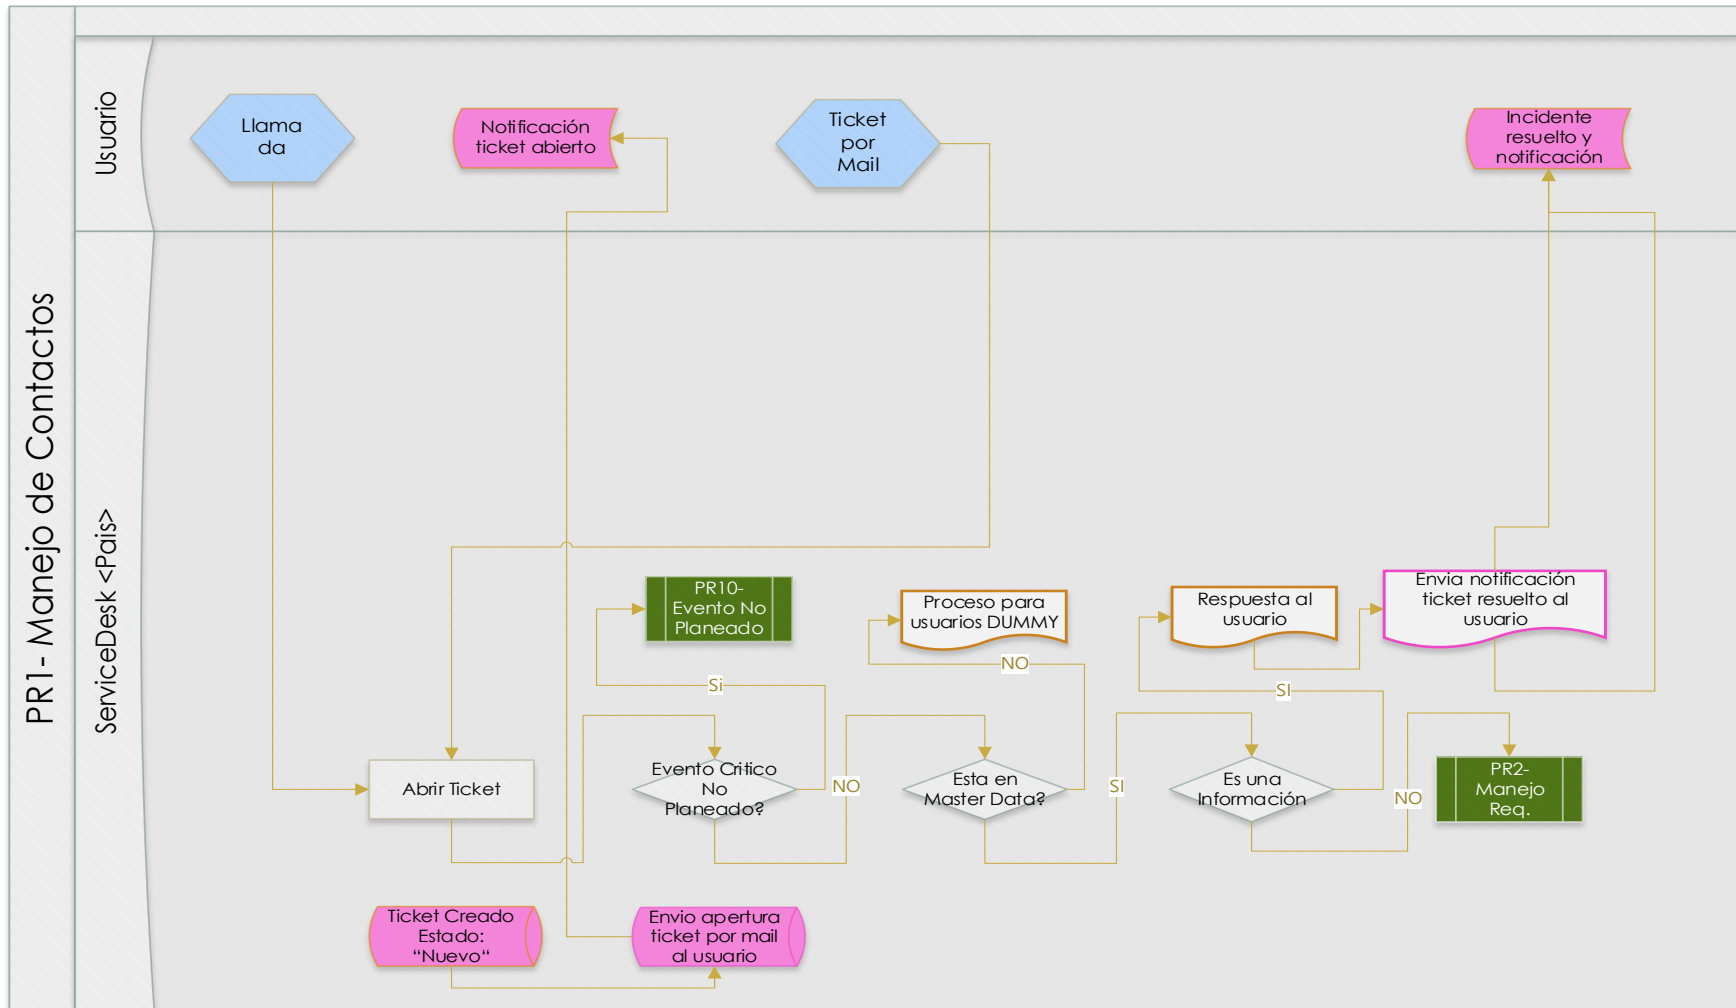 PR1- Manejo de Contactos
Usuario
Llama
da
Notificación
ticket abierto
Ticket
por
Mail
Incidente
resuelto y
notificación
ServiceDesk <Pais>
PR10-
Evento No
Planeado
Proceso para
usuarios DUMMY
Respuesta al
usuario
Envia notificación
ticket resuelto al
usuario
Si
NO
SI
Abrir Ticket
Evento Critico
No
Planeado?
NO
Esta en
Master Data?
SI
Es una
Información
NO
PR2-
Manejo
Req.
Ticket Creado
Estado:
“Nuevo“
Envio apertura
ticket por mail
al usuario